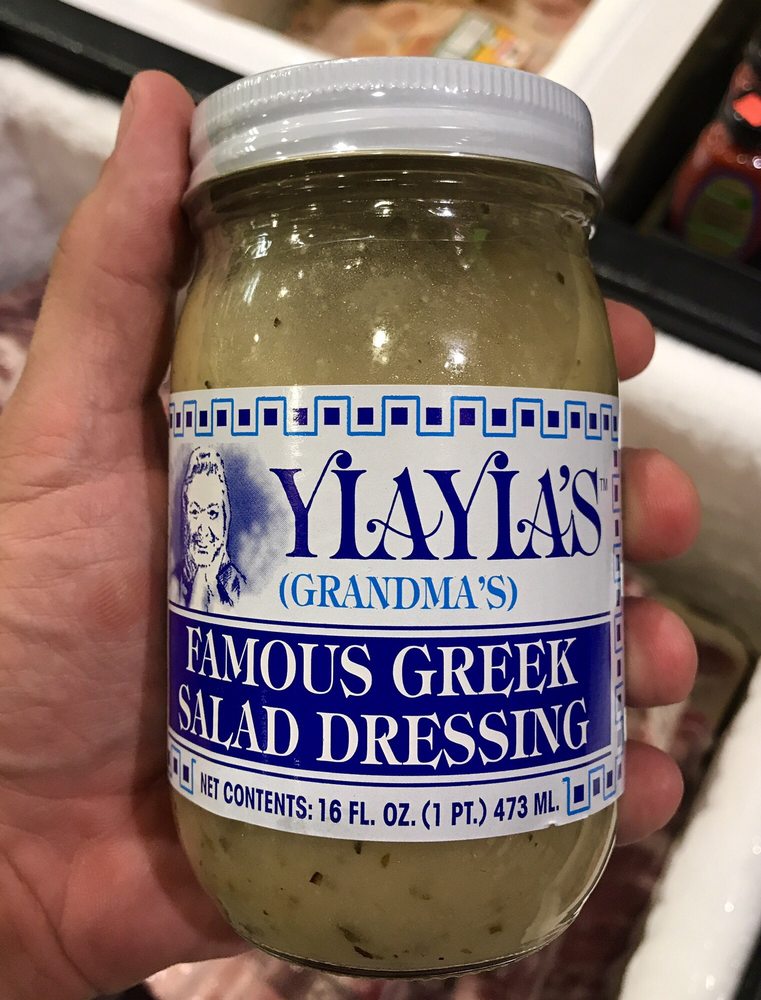 YIAYIA'S™
(GRANDMA'S)
FAMOUS GREEK
SALAD DRESSING
NET CONTENTS: 16 FL. OZ. (1 PT.) 473 ML.